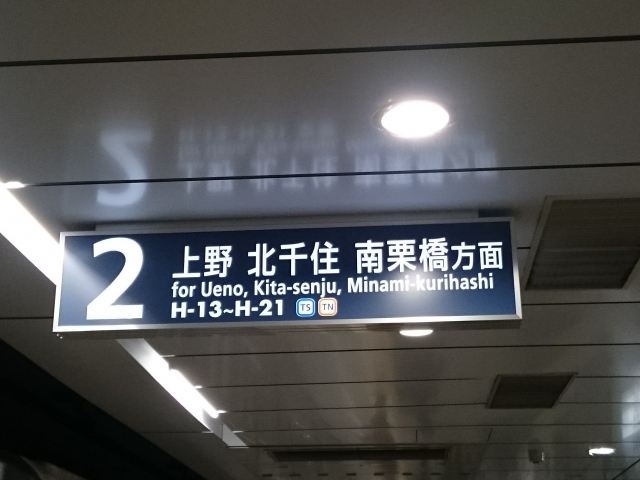 2
上野 北千住 南栗橋方面
for Ueno, Kita-senju, Minami-kurihashi
H-13~H-21 TS TN